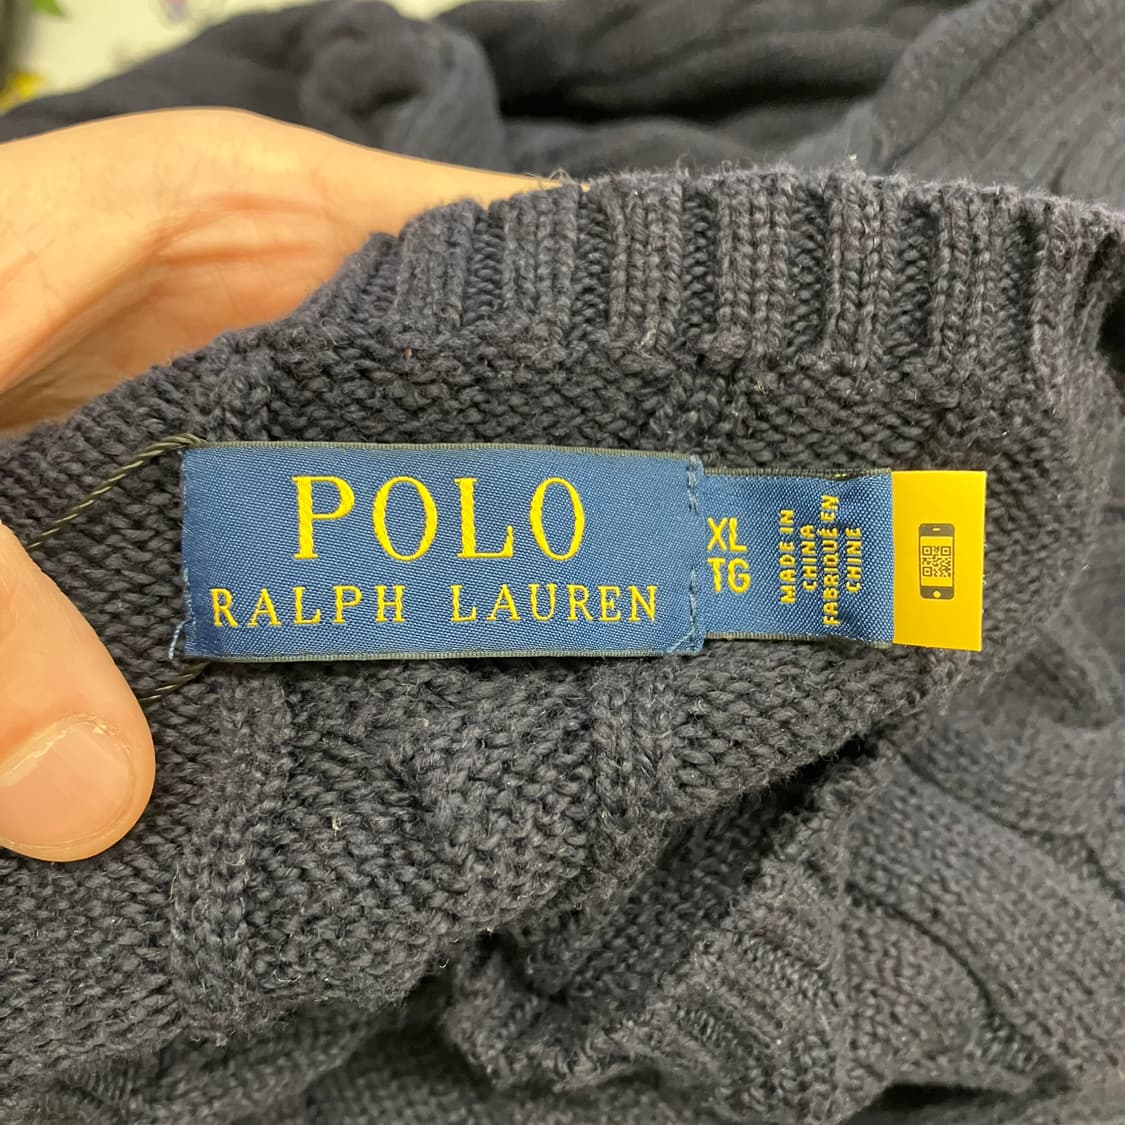 POLO
RALPH LAUREN
XL
TG
MADE IN
CHINA
FABRIQUÉ EN
CHINE